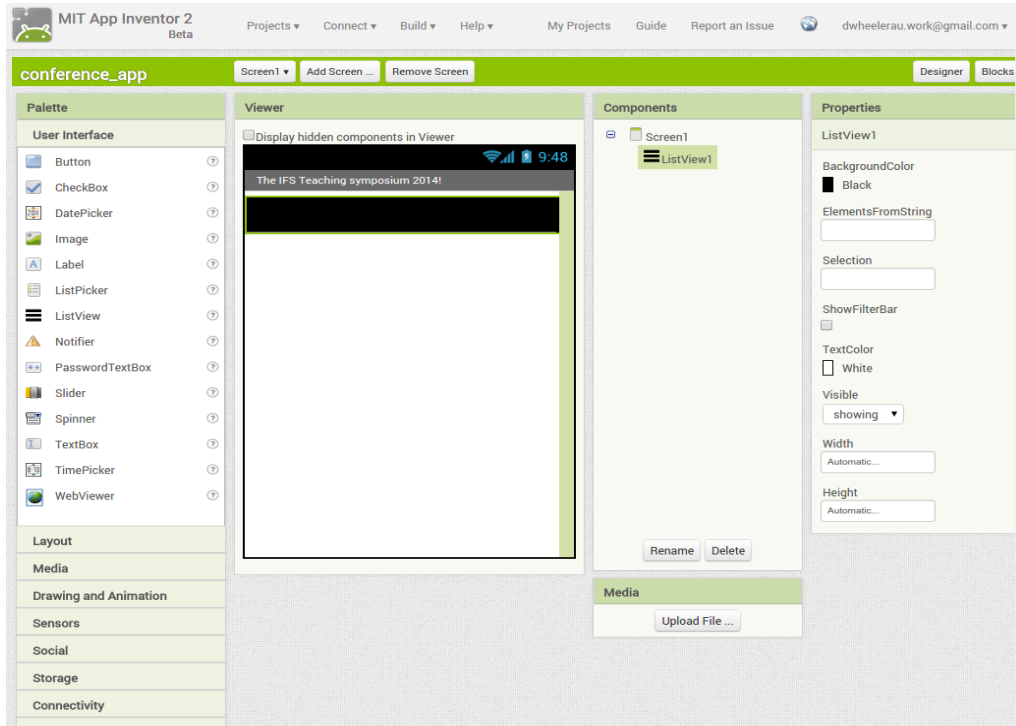 MIT App Inventor 2
Beta
Projects Connect Build Help My Projects Guide Report an Issue dwheelerau.work@gmail.com
conference_app Screen1 Add Screen ... Remove Screen Designer Blocks
Palette
User Interface
Button
CheckBox
DatePicker
Image
Label
ListPicker
ListView
Notifier
PasswordTextBox
Slider
Spinner
TextBox
TimePicker
WebViewer
Layout
Media
Drawing and Animation
Sensors
Social
Storage
Connectivity
Viewer
Display hidden components in Viewer
9:48
The IFS Teaching symposium 2014!
Components
Screen1
ListView1
Rename Delete
Media
Upload File ...
Properties
ListView1
BackgroundColor
Black
ElementsFromString
Selection
ShowFilterBar
TextColor
White
Visible
showing
Width
Automatic...
Height
Automatic...